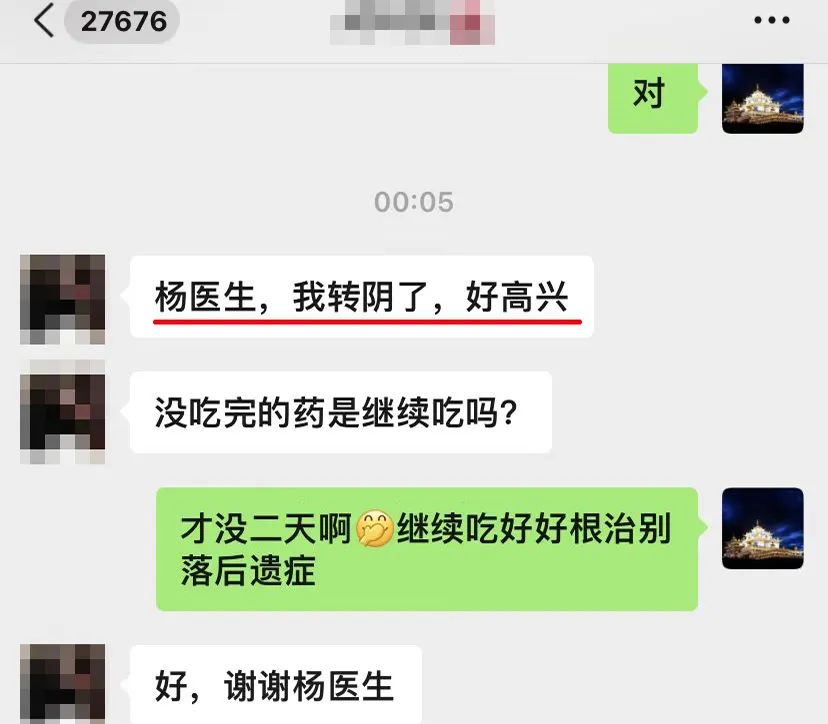 27676
对
00:05
杨医生，我转阴了，好高兴
没吃完的药是继续吃吗？
才没二天啊🤭继续吃好好根治别
落后遗症
好，谢谢杨医生